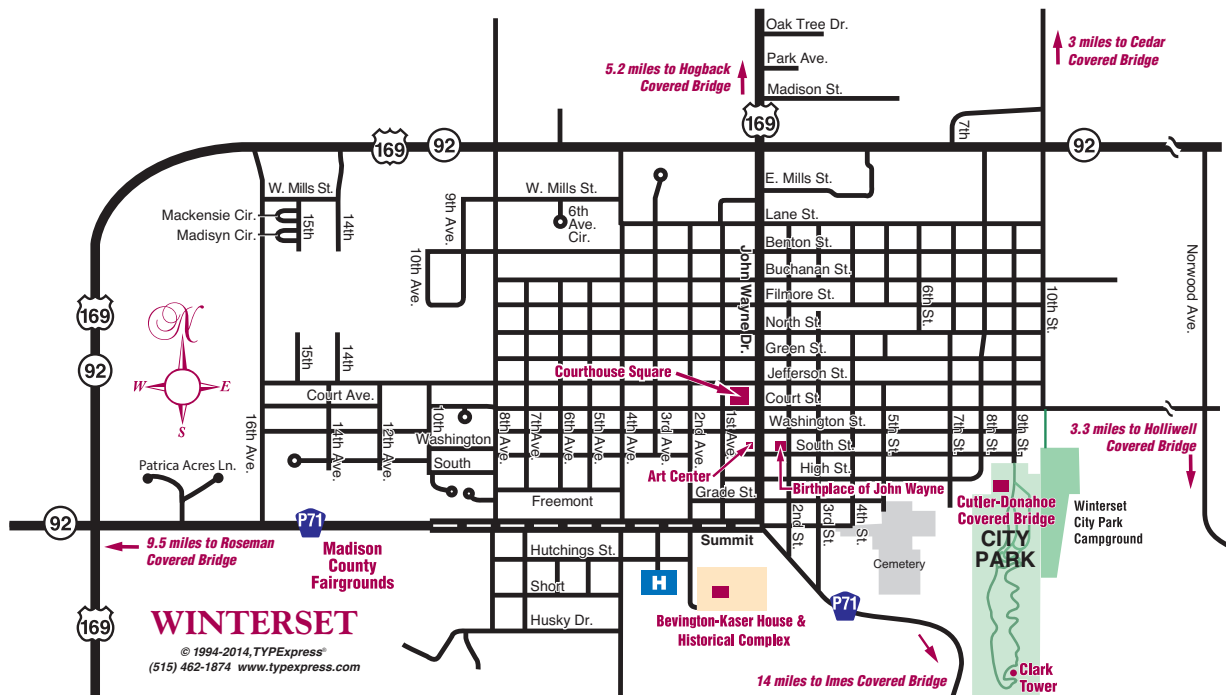 Oak Tree Dr.
Park Ave.
Madison St.
5.2 miles to Hogback
Covered Bridge
3 miles to Cedar
Covered Bridge
169
7th
169
92
92
W. Mills St.
W. Mills St.
E. Mills St.
Mackensie Cir.
Madisyn Cir.
15th
14th
9th Ave.
6th
Ave.
Cir.
Lane St.
10th Ave.
John Wayne Dr.
Benton St.
Buchanan St.
Filmore St.
6th St.
10th St.
Norwood Ave.
North St.
Green St.
169
92
N
W
E
S
15th
14th
Jefferson St.
Courthouse Square
Court Ave.
Court St.
16th Ave.
14th Ave.
12th Ave.
10th
Washington
South
8th Ave.
7th Ave.
6th Ave.
5th Ave.
4th Ave.
3rd Ave.
2nd Ave.
1st Ave.
Washington St.
5th St.
7th St.
8th St.
9th St.
South St.
High St.
3.3 miles to Holliwell
Covered Bridge
Patrica Acres Ln.
Art Center
Birthplace of John Wayne
Grade St.
Freemont
2nd St.
3rd St.
4th St.
Cutler-Donahoe
Covered Bridge
CITY
PARK
Winterset
City Park
Campground
92
P71
Summit
9.5 miles to Roseman
Covered Bridge
Madison
County
Fairgrounds
Hutchings St.
Short
H
Cemetery
Husky Dr.
P71
Bevington-Kaser House &
Historical Complex
169
WINTERSET
© 1994-2014, TYPExpress®
(515) 462-1874 www.typexpress.com
14 miles to Imes Covered Bridge
Clark
Tower